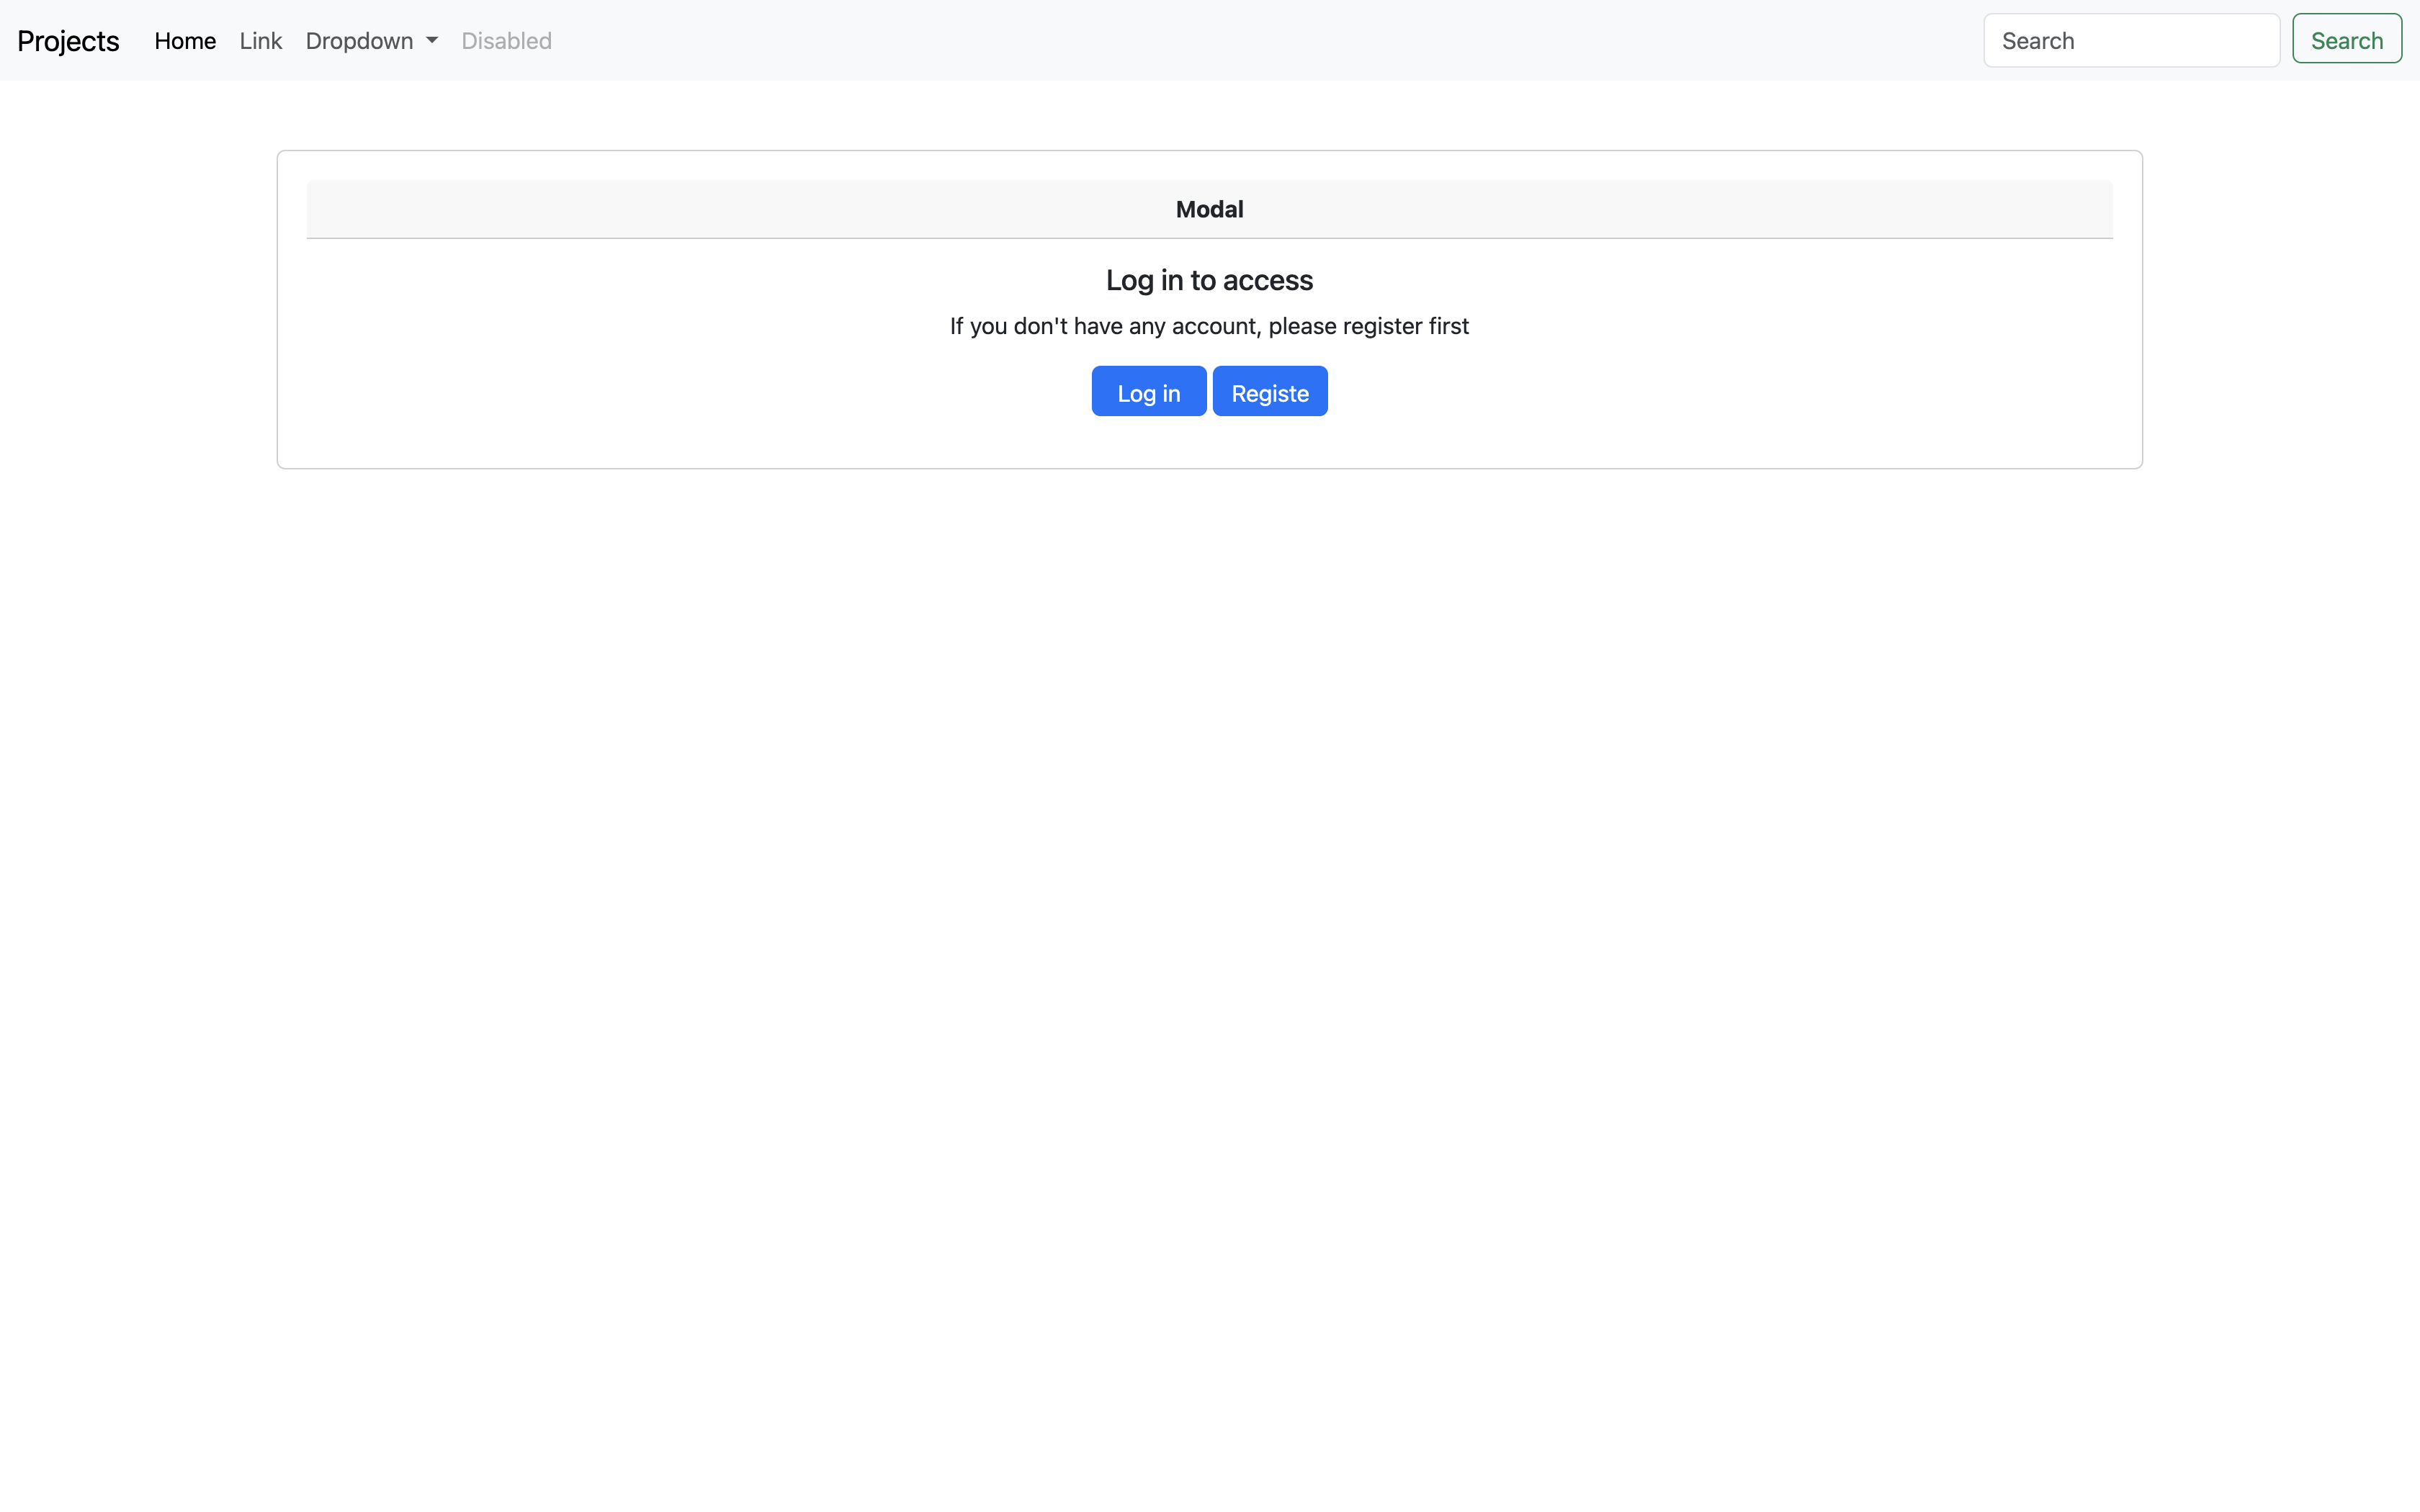 Projects Home Link Dropdown Disabled Search Search
Modal
Log in to access
If you don't have any account, please register first
Log in Registe